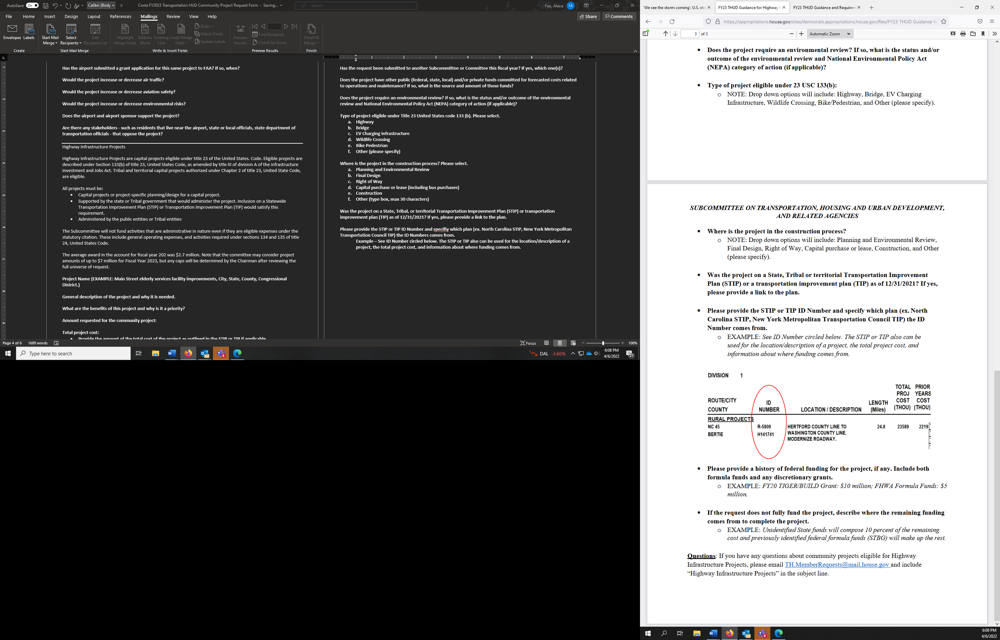 AutoSave On Calibri (Body Costa FY2023 Transportation HUD Community Project Request Form - Saving... Search Fox, Alexa FA
File Home Insert Design Layout References Mailings Review View Help Share Comments
Envelopes Labels Start Mail Merge Select Recipients Edit Recipient List Highlight Merge Fields Address Block Greeting Line Insert Merge Field Rules Match Fields Update Labels ABC Preview Results Find Recipient Check for Errors Finish & Merge
Create Start Mail Merge Write & Insert Fields Preview Results Finish
Has the airport submitted a grant application for this same project to FAA? If so, when?
Would the project increase or decrease air traffic?
Would the project increase or decrease aviation safety?
Would the project increase or decrease environmental risks?
Does the airport and airport sponsor support the project?
Are there any stakeholders - such as residents that live near the airport, state or local officials, state department of
transportation officials - that oppose the project?
Highway Infrastructure Projects
Highway Infrastructure Projects are capital projects eligible under title 23 of the United States. Code. Eligible projects are
described under Section 133(b) of title 23, United States Code, as amended by title III of division A of the infrastructure
Investment and Jobs Act. Tribal and territorial capital projects authorized under Chapter 2 of title 23, United State Code,
are eligible.
All projects must be:
• Capital projects or project-specific planning/design for a capital project.
• Supported by the state or Tribal government that would administer the project. inclusion on a Statewide
Transportation Improvement Plan (STIP) or Transportation Improvement Plan (TIP) would satisfy this
requirement.
• Administered by the public entities or Tribal entities
The Subcommittee will not fund activities that are administrative in nature even if they are eligible expenses under the
statutory citation. These include general operating expenses, and activities required under sections 134 and 135 of title
24, United States Code.
The average award in the account for fiscal year 202 was $2.7 million. Note that the committee may consider project
amounts of up to $7 million for Fiscal Year 2023, but any caps will be determined by the Chairman after reviewing the
full universe of request.
Project Name (EXAMPLE: Main Street elderly services facility improvements, City, State, County, Congressional
District.)
General description of the project and why it is needed.
What are the benefits of this project and why is it a priority?
Amount requested for the community project:
Total project cost:
• Provide the amount of the total cost of the project as outlined in the STIP or TIP if applicable
Has the request been submitted to another Subcommittee or Committee this fiscal year? If yes, which one(s)?
Does the project have other public (federal, state, local) and/or private funds committed for forecasted costs related
to operations and maintenance? If so, what is the source and amount of those funds?
Does the project require an environmental review? If so, what is the status and/or outcome of the environmental
review and National Environmental Policy Act (NEPA) category of action (if applicable)?
Type of project eligible under Title 23 United States code 133 (b). Please select.
a. Highway
b. Bridge
c. EV Charging Infrastructure
d. Wildlife Crossing
e. Bike Pedestrian
f. Other (please specify)
Where is the project in the construction process? Please select.
a. Planning and Environmental Review
b. Final Design
c. Right of Way
d. Capital purchase or lease (including bus purchases)
e. Construction
f. Other (type box, max 30 characters)
Was the project on a State, Tribal, or territorial Transportation Improvement Plan (STIP) or transportation
improvement plan (TIP) as of 12/31/2021? If yes, please provide a link to the plan.
Please provide the STIP or TIP ID Number and specifiy which plan (ex. North Carolina STIP, New York Metropolitan
Transportation Council TIP) the ID Numbers comes from.
Example – See ID Number circled below. The STIP or TIP also can be used for the location/description of a
project, the total project cost, and information about where funding comes from.
Page 4 of 6 1689 words Focus 100%
Type here to search DAL -3.66% 6:08 PM
4/6/2022 21
'We see the storm coming': U.S. stru FY23 THUD Guidance for Highway I FY23 THUD Guidance and Requirem
https://appropriations.house.gov/sites/democrats.appropriations.house.gov/files/FY23 THUD Guidance fo
3 of 3 Automatic Zoom
• Does the project require an environmental review? If so, what is the status and/or
outcome of the environmental review and National Environmental Policy Act
(NEPA) category of action (if applicable)?
• Type of project eligible under 23 USC 133(b):
o NOTE: Drop down options will include: Highway, Bridge, EV Charging
Infrastructure, Wildlife Crossing, Bike/Pedestrian, and Other (please specify).
SUBCOMMITTEE ON TRANSPORTATION, HOUSING AND URBAN DEVELOPMENT,
AND RELATED AGENCIES
• Where is the project in the construction process?
o NOTE: Drop down options will include: Planning and Environmental Review,
Final Design, Right of Way, Capital purchase or lease, Construction, and Other
(please specify).
• Was the project on a State, Tribal or territorial Transportation Improvement
Plan (STIP) or a transportation improvement plan (TIP) as of 12/31/2021? If yes,
please provide a link to the plan.
• Please provide the STIP or TIP ID Number and specify which plan (ex. North
Carolina STIP, New York Metropolitan Transportation Council TIP) the ID
Number comes from.
o EXAMPLE: See ID Number circled below. The STIP or TIP also can be
used for the location/description of a project, the total project cost, and
information about where funding comes from.
DIVISION 1
ROUTE/CITY COUNTY ID NUMBER LOCATION / DESCRIPTION LENGTH (Miles) TOTAL PROJ COST (THOU) PRIOR YEARS COST (THOU)
RURAL PROJECTS
NC 45 R-5809 HERTFORD COUNTY LINE TO 24.8 23589 2219
BERTIE H141741 WASHINGTON COUNTY LINE.
MODERNIZE ROADWAY.
• Please provide a history of federal funding for the project, if any. Include both
formula funds and any discretionary grants.
o EXAMPLE: FY20 TIGER/BUILD Grant: $10 million; FHWA Formula Funds: $5
million.
• If the request does not fully fund the project, describe where the remaining funding
comes from to complete the project.
o EXAMPLE: Unidentified State funds will compose 10 percent of the remaining
cost and previously identified federal formula funds (STBG) will make up the rest.
Questions: If you have any questions about community projects eligible for Highway
Infrastructure Projects, please email TH.MemberRequests@mail.house.gov and include
“Highway Infrastructure Projects” in the subject line.
6:08 PM
4/6/2022